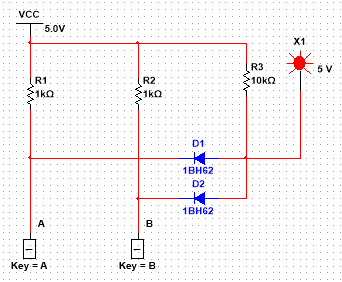 VCC
5.0V
X1
5 V
R1
1kΩ
R2
1kΩ
R3
10kΩ
D1
1BH62
D2
1BH62
A
B
Key = A
Key = B